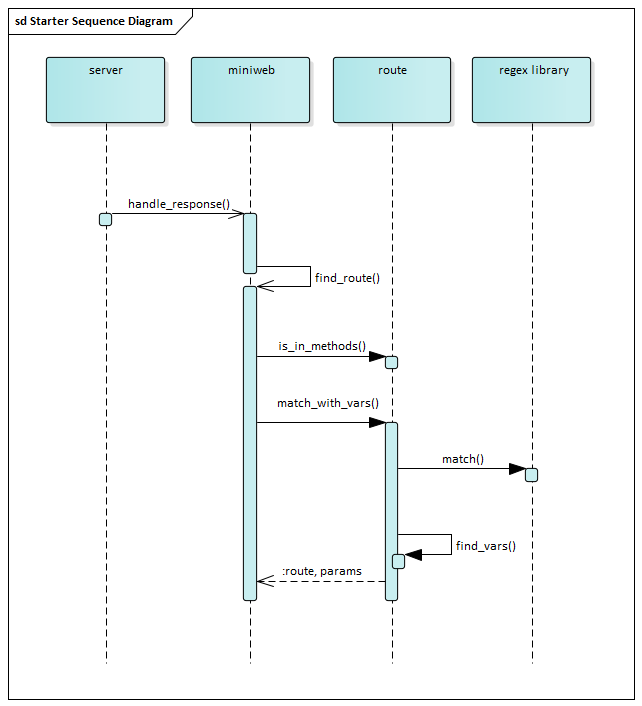 sd Starter Sequence Diagram
server
miniweb
route
regex library
handle_response()
find_route()
is_in_methods()
match_with_vars()
match()
find_vars()
:route, params